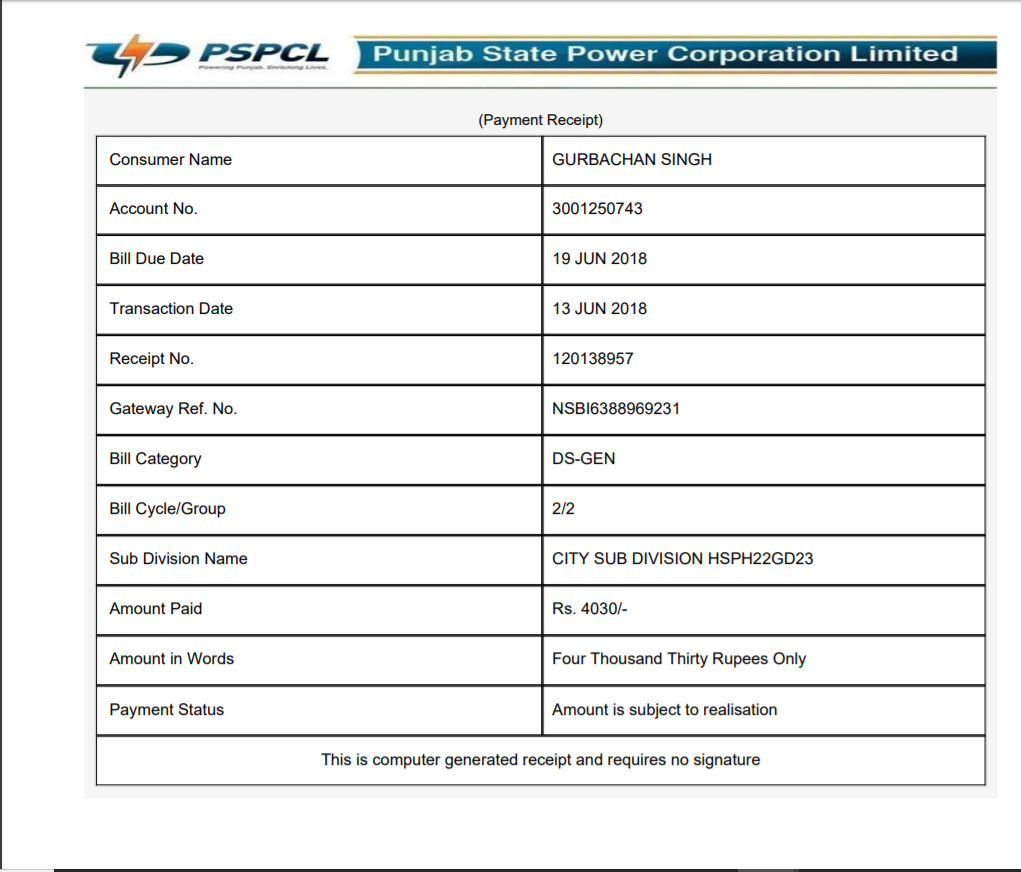 PSPCL
Powering Punjab. Enriching Lives.
Punjab State Power Corporation Limited
(Payment Receipt)
Consumer Name GURBACHAN SINGH
Account No. 3001250743
Bill Due Date 19 JUN 2018
Transaction Date 13 JUN 2018
Receipt No. 120138957
Gateway Ref. No. NSBI6388969231
Bill Category DS-GEN
Bill Cycle/Group 2/2
Sub Division Name CITY SUB DIVISION HSPH22GD23
Amount Paid Rs. 4030/-
Amount in Words Four Thousand Thirty Rupees Only
Payment Status Amount is subject to realisation
This is computer generated receipt and requires no signature